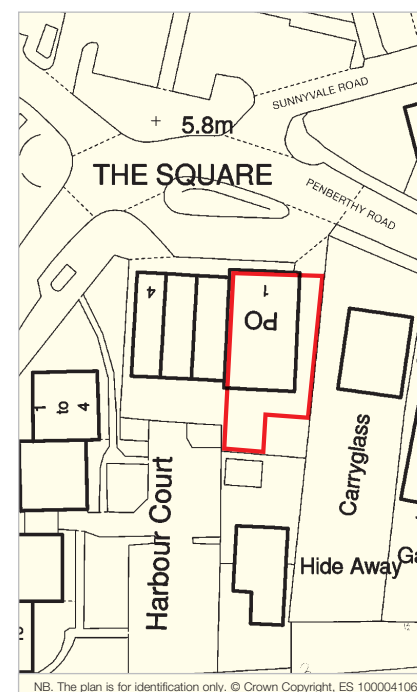 SUNNYVALE ROAD
5.8m
THE SQUARE
PENBERTHY ROAD
4
1
PO
1
to
4
Carryglass
Harbour Court
Hide Away
Ga
NB. The plan is for identification only. © Crown Copyright, ES 100004106